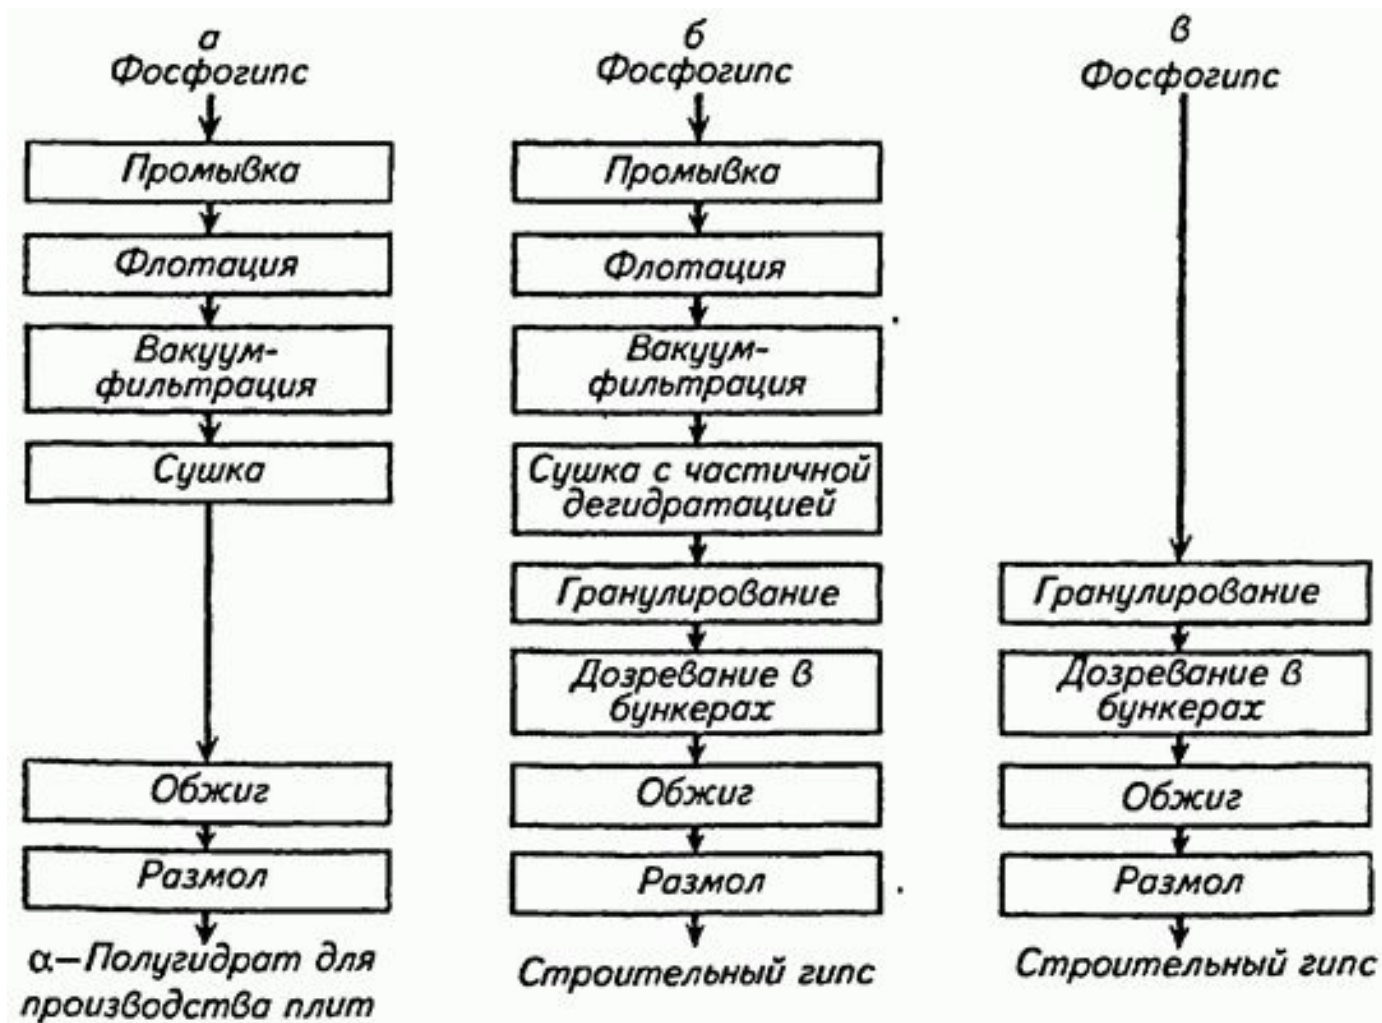 а
Фосфогипс
Промывка
Флотация
Вакуум-
фильтрация
Сушка
Обжиг
Размол
α—Полугидрат для
производства плит
б
Фосфогипс
Промывка
Флотация
Вакуум-
фильтрация
Сушка с частичной
дегидратацией
Гранулирование
Дозревание в
бункерах
Обжиг
Размол
Строительный гипс
в
Фосфогипс
Гранулирование
Дозревание в
бункерах
Обжиг
Размол
Строительный гипс